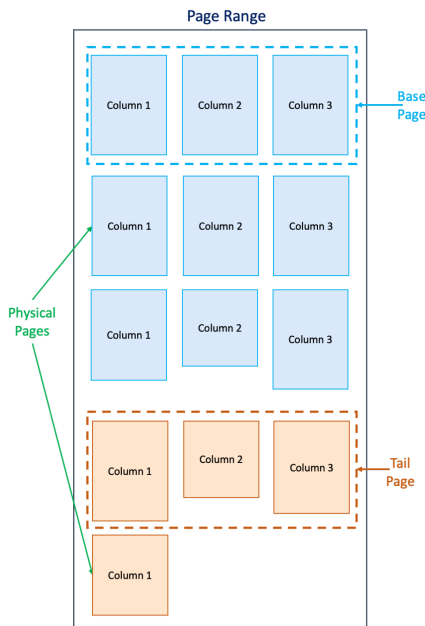 Page Range
Column 1
Column 2
Column 3
Base
Page
Column 1
Column 2
Column 3
Physical
Pages
Column 1
Column 2
Column 3
Column 1
Column 2
Column 3
Tail
Page
Column 1